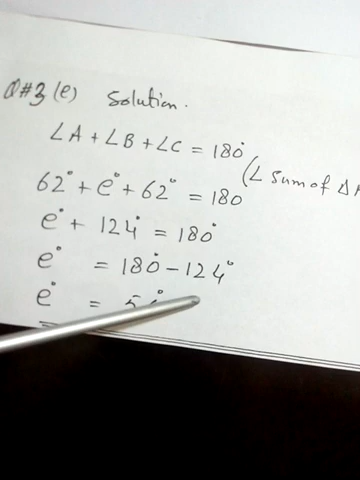 Q#3(e) Solution.
∠A + ∠B + ∠C = 180°
(∠ Sum of Δ
62° + e° + 62° = 180
e° + 124° = 180°
e° = 180° - 124°
e° =